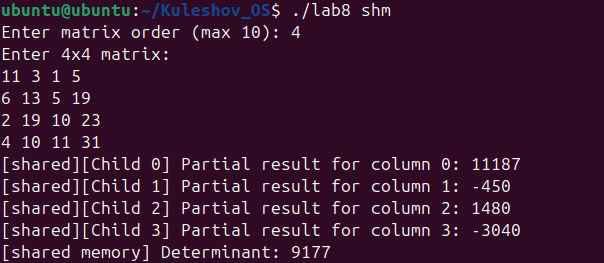 ubuntu@ubuntu:~/Kuleshov_OS$ ./lab8 shm
Enter matrix order (max 10): 4
Enter 4x4 matrix:
11 3 1 5
6 13 5 19
2 19 10 23
4 10 11 31
[shared][Child 0] Partial result for column 0: 11187
[shared][Child 1] Partial result for column 1: -450
[shared][Child 2] Partial result for column 2: 1480
[shared][Child 3] Partial result for column 3: -3040
[shared memory] Determinant: 9177